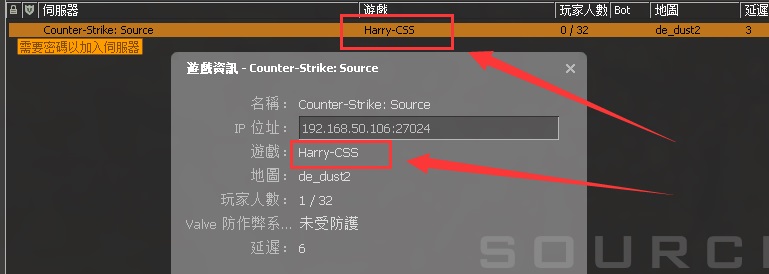 伺服器 遊戲 玩家人數 Bot 地圖 延遲
Counter-Strike: Source Harry-CSS 0 / 32 de_dust2 3
需要密碼以加入伺服器
遊戲資訊 - Counter-Strike: Source
名稱： Counter-Strike: Source
IP 位址： 192.168.50.106:27024
遊戲： Harry-CSS
地圖： de_dust2
玩家人數： 1 / 32
Valve 防作弊系... 未受防護
延遲： 6
SOURC